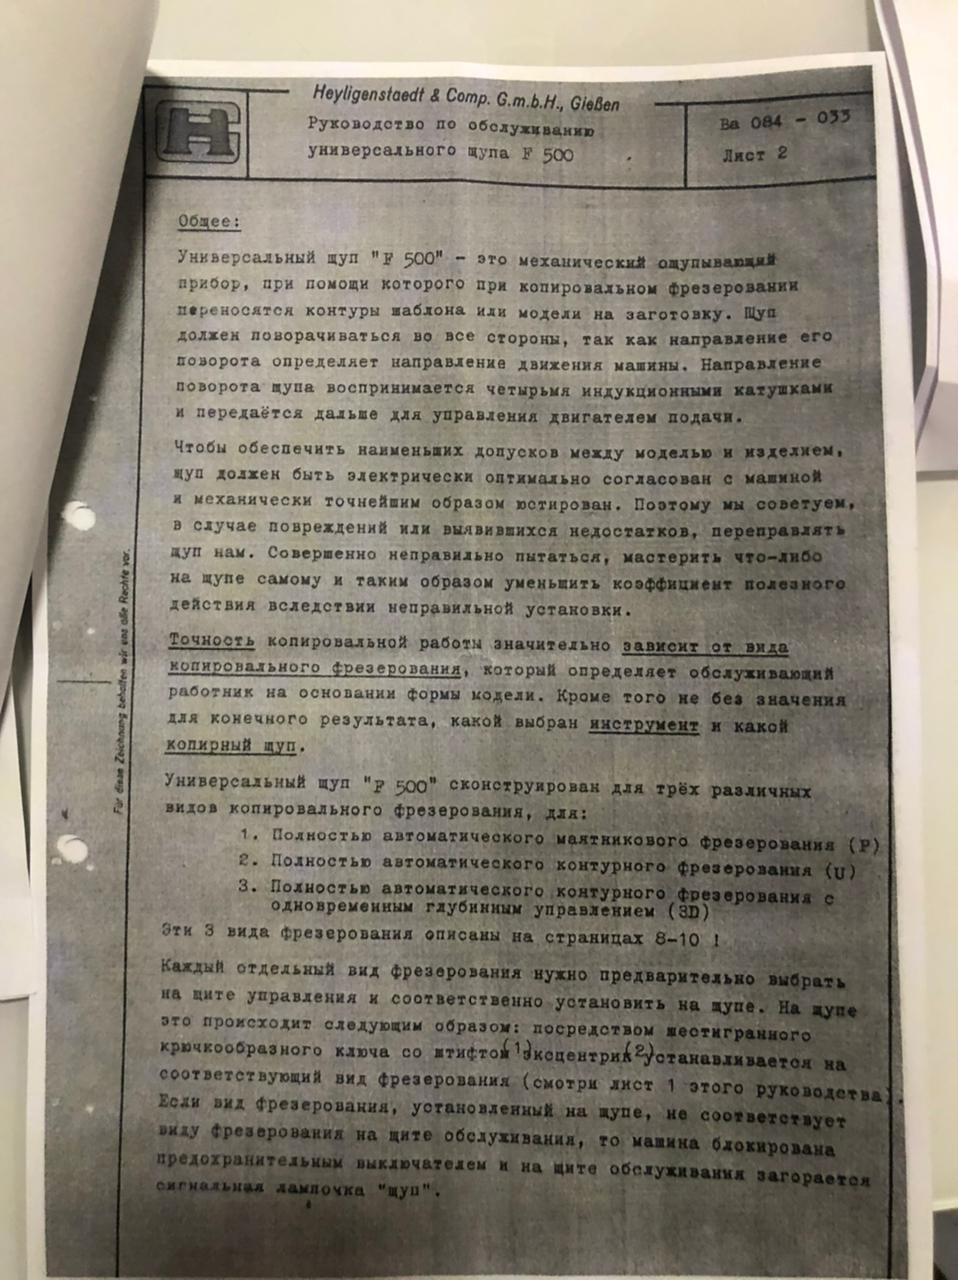 H
Heyligenstaedt & Comp. G.m.b.H., Gießen
Руководство по обслуживанию
универсального щупа F 500
Ва 084 - 033
Лист 2
Общее:
Универсальный щуп "F 500" - это механический ощупывающий
прибор, при помощи которого при копировальном фрезеровании
переносятся контуры шаблона или модели на заготовку. Щуп
должен поворачиваться во все стороны, так как направление его
поворота определяет направление движения машины. Направление
поворота щупа воспринимается четырьмя индукционными катушками
и передаётся дальше для управления двигателем подачи.
Чтобы обеспечить наименьших допусков между моделью и изделием,
щуп должен быть электрически оптимально согласован с машиной
и механически точнейшим образом юстирован. Поэтому мы советуем,
в случае повреждений или выявившихся недостатков, переправлять
щуп нам. Совершенно неправильно пытаться, мастерить что-либо
на щупе самому и таким образом уменьшить коэффициент полезного
действия вследствии неправильной установки.
Точность копировальной работы значительно зависит от вида
копировального фрезерования, который определяет обслуживающий
работник на основании формы модели. Кроме того не без значения
для конечного результата, какой выбран инструмент и какой
копирный щуп.
Универсальный щуп "F 500" сконструирован для трёх различных
видов копировального фрезерования, для:
1. Полностью автоматического маятникового фрезерования (P)
2. Полностью автоматического контурного фрезерования (U)
3. Полностью автоматического контурного фрезерования с
одновременным глубинным управлением (3D)
Эти 3 вида фрезерования описаны на страницах 8-10 !
Каждый отдельный вид фрезерования нужно предварительно выбрать
на щите управления и соответственно установить на щупе. На щупе
это происходит следующим образом: посредством шестигранного
крючкообразного ключа со штифтом (1) эксцентрик (2) устанавливается на
соответствующий вид фрезерования (смотри лист 1 этого руководства).
Если вид фрезерования, установленный на щупе, не соответствует
виду фрезерования на щите обслуживания, то машина блокирована
предохранительным выключателем и на щите обслуживания загорается
сигнальная лампочка "щуп".
Für diese Zeichnung behalten wir uns alle Rechte vor.